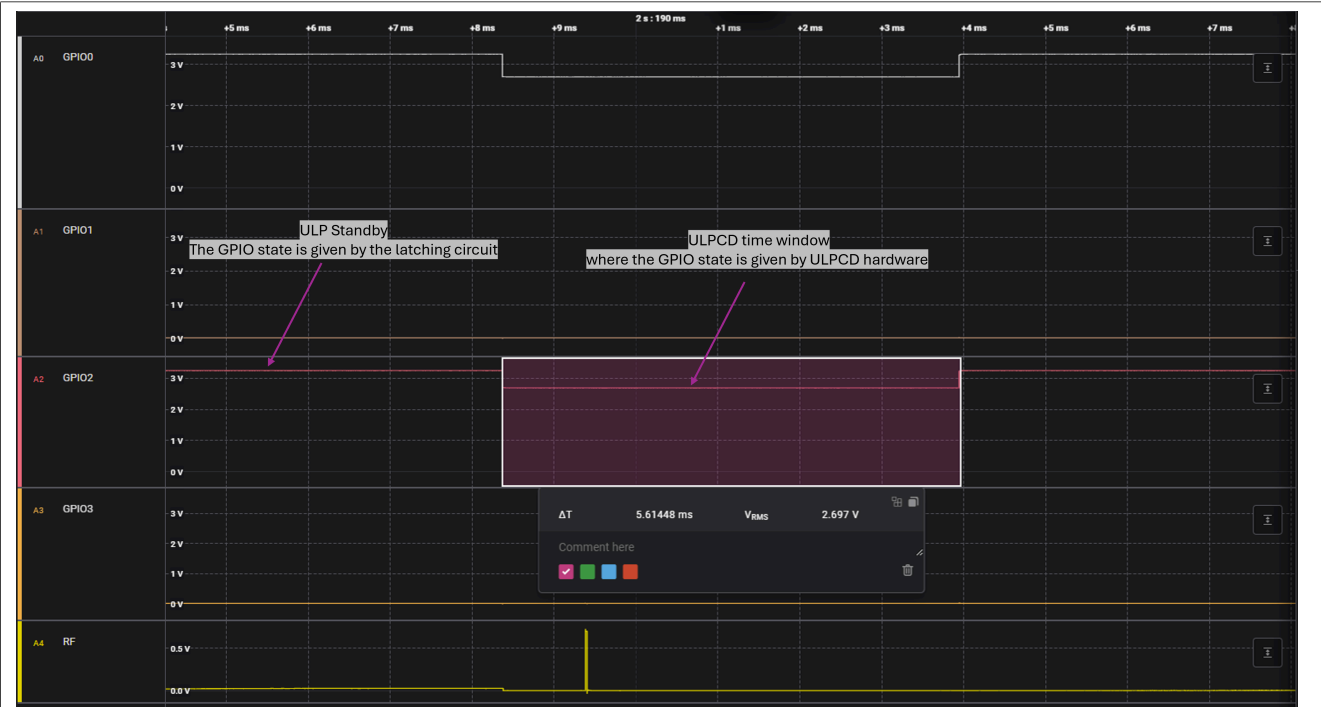 2 s : 190 ms
+5 ms +6 ms +7 ms +8 ms +9 ms +1 ms +2 ms +3 ms +4 ms +5 ms +6 ms +7 ms
A0 GPIO0
3 V
2 V
1 V
0 V
A1 GPIO1
3 V
2 V
1 V
0 V
ULP Standby
The GPIO state is given by the latching circuit
ULPCD time window
where the GPIO state is given by ULPCD hardware
A2 GPIO2
3 V
2 V
1 V
0 V
A3 GPIO3
3 V
2 V
1 V
0 V
ΔT 5.61448 ms VRMS 2.697 V
Comment here
A4 RF
0.5 V
0.0 V